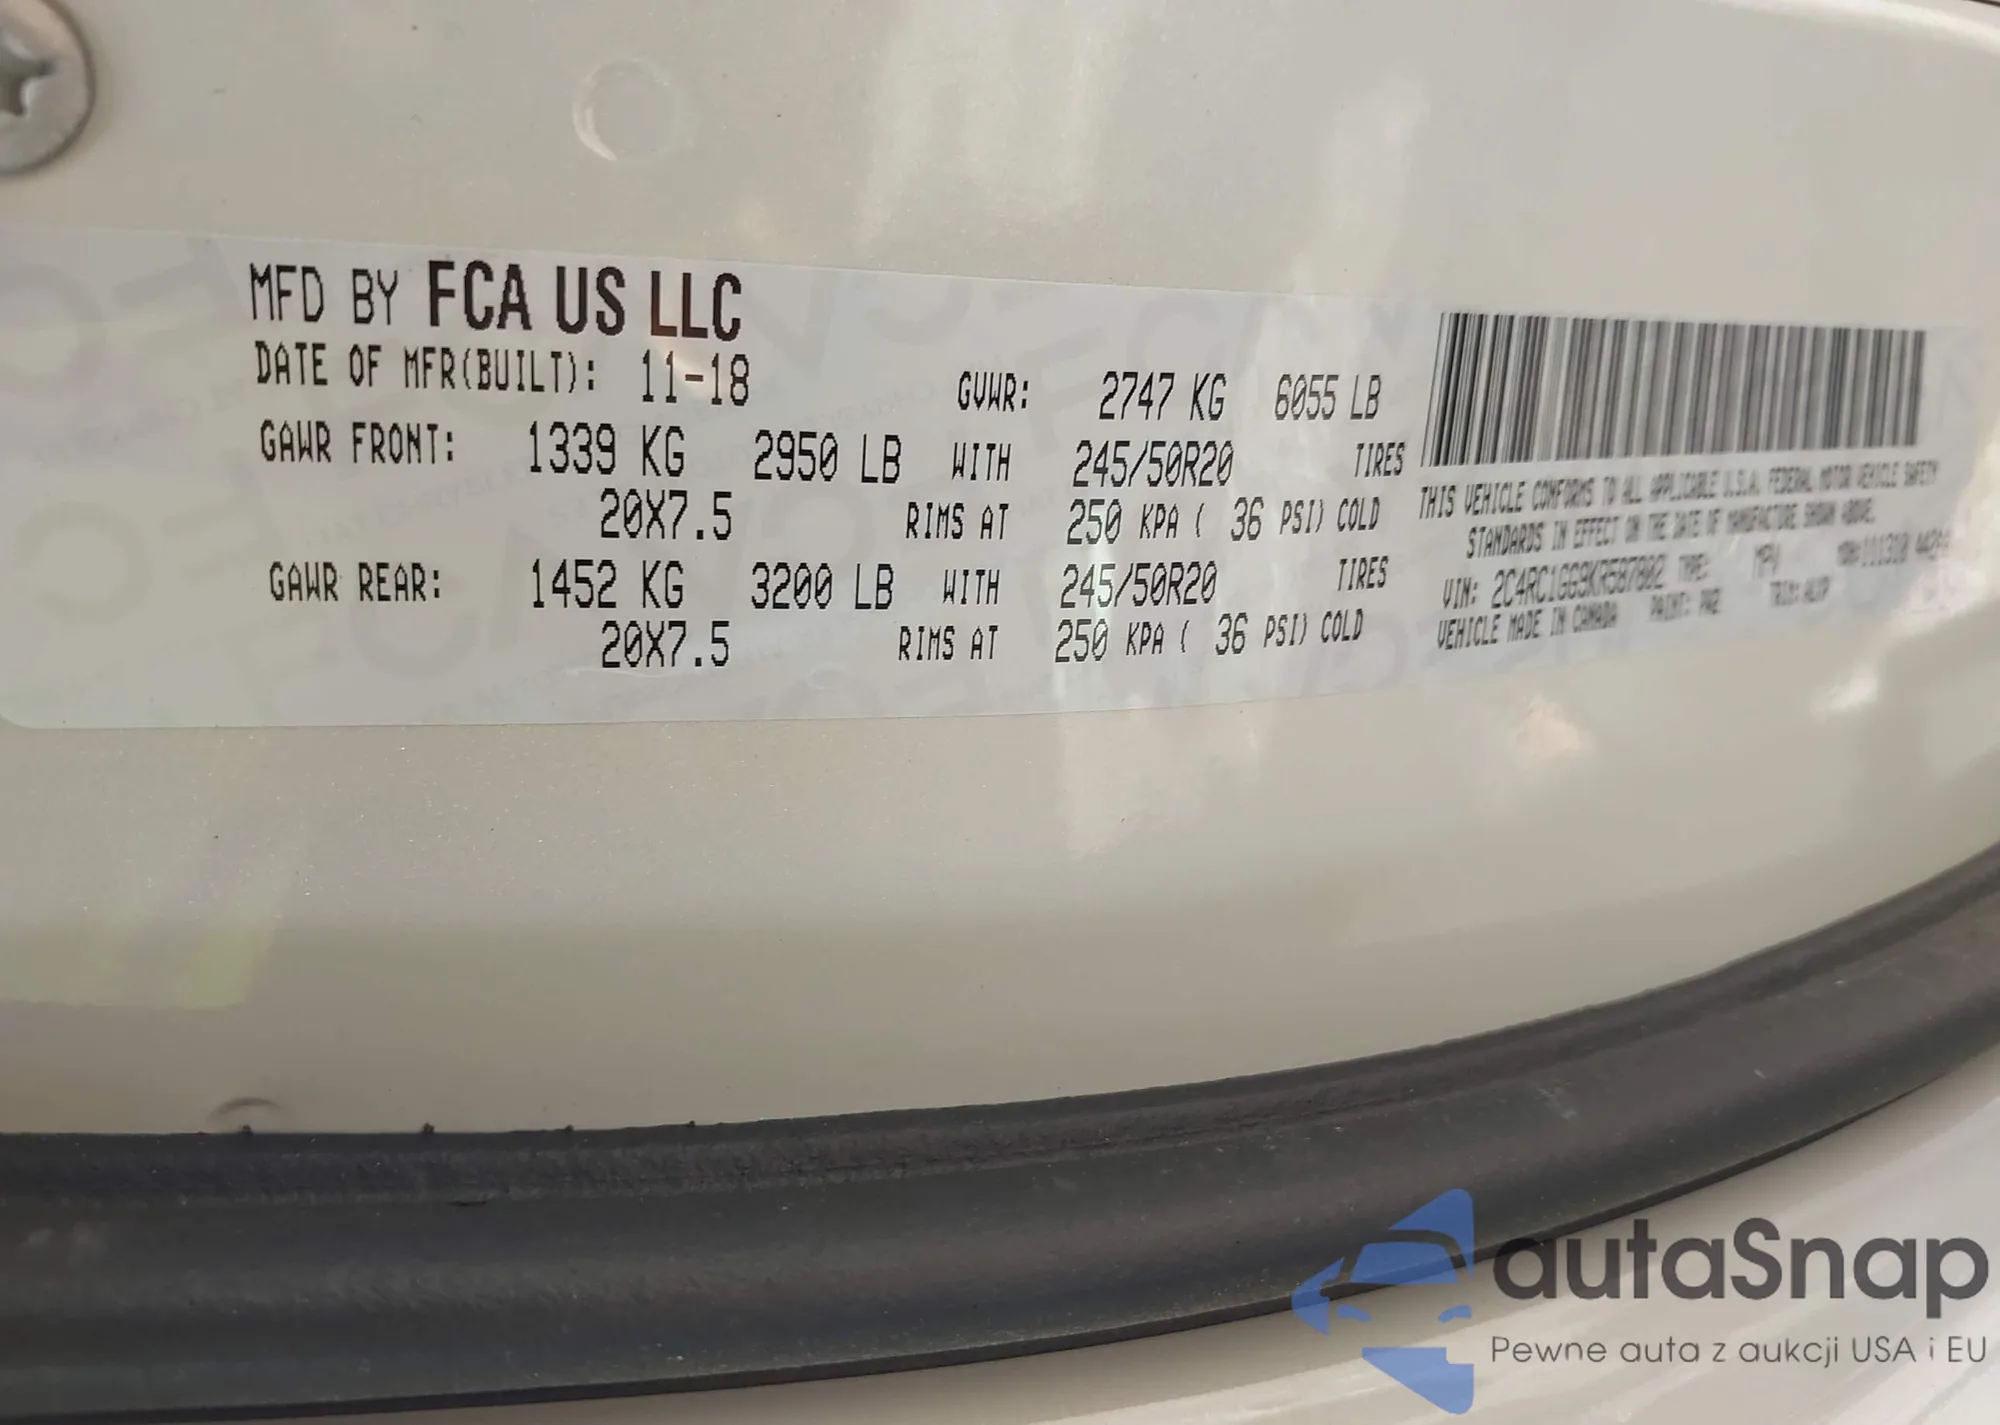 MFD BY FCA US LLC
DATE OF MFR(BUILT): 11-18 GVWR: 2747 KG 6055 LB
GAWR FRONT: 1339 KG 2950 LB WITH 245/50R20 TIRES
20X7.5 RIMS AT 250 KPA ( 36 PSI) COLD
GAWR REAR: 1452 KG 3200 LB WITH 245/50R20 TIRES
20X7.5 RIMS AT 250 KPA ( 36 PSI) COLD
THIS VEHICLE CONFORMS TO ALL APPLICABLE U.S.A. FEDERAL MOTOR VEHICLE SAFETY
STANDARDS IN EFFECT ON THE DATE OF MANUFACTURE SHOWN ABOVE.
VIN: 2C4RC1GG9KR587802 TYPE: MPV
VEHICLE MADE IN CANADA PAINT: PW2 TRIM:
autaSnap
Pewne auta z aukcji USA i EU